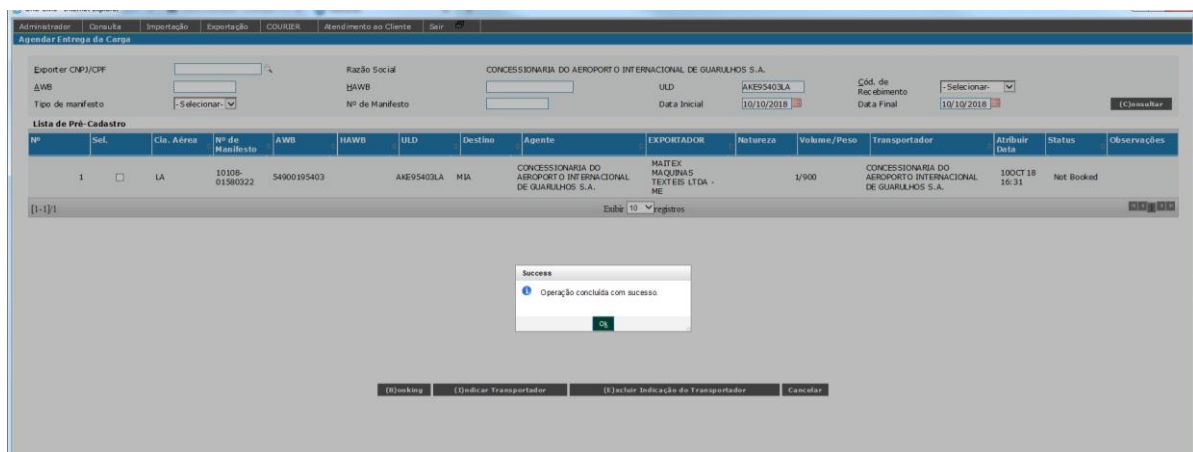 Administrador Consulta Importação Exportação COURIER Atendimento ao Cliente Sair
Agendar Entrega da Carga
Exporter CNPJ/CPF Razão Social CONCESSIONARIA DO AEROPORTO INTERNACIONAL DE GUARULHOS S.A.
AWB HAWB ULD AKE95403LA Cód. de Recebimento -Selecionar-
Tipo de manifesto -Selecionar- Nº de Manifesto Data Inicial 10/10/2018 Data Final 10/10/2018 (C)onsultar
Lista de Pré-Cadastro
Nº Sel. Cia. Aérea Nº de Manifesto AWB HAWB ULD Destino Agente EXPORTADOR Natureza Volume/Peso Transportador Atribuir Data Status Observações
1 LA 10108-01580322 54900195403 AKE95403LA MIA CONCESSIONARIA DO AEROPORTO INTERNACIONAL DE GUARULHOS S.A. MAITEX MAQUINAS TEXTEIS LTDA - ME 1/900 CONCESSIONARIA DO AEROPORTO INTERNACIONAL DE GUARULHOS S.A. 10OCT18 16:31 Not Booked
[1-1]/1 Exibir 10 registros
Success
Operação concluída com sucesso.
Ok
(B)ooking (I)ndicar Transportador (E)xcluir Indicação do Transportador Cancelar